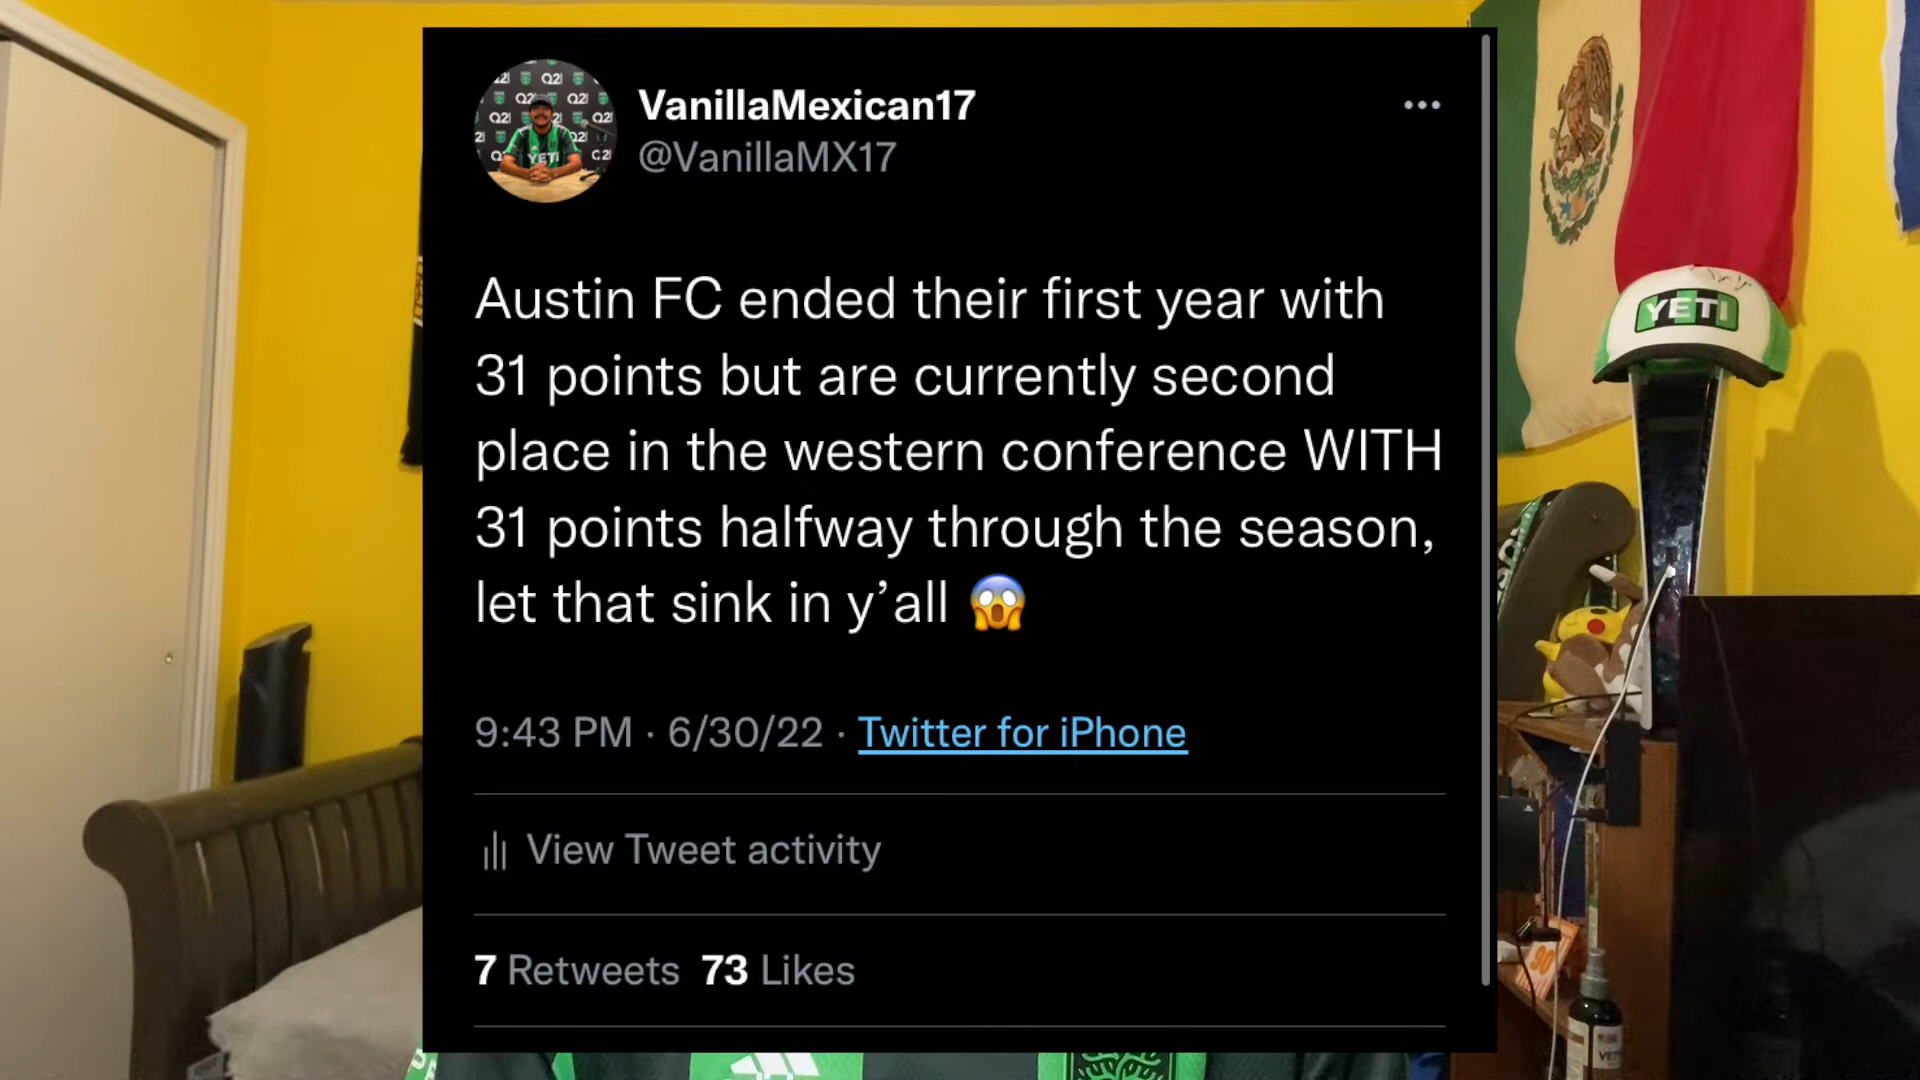 VanillaMexican17
@VanillaMX17
Austin FC ended their first year with
31 points but are currently second
place in the western conference WITH
31 points halfway through the season,
let that sink in y’all 😱
9:43 PM · 6/30/22 · Twitter for iPhone
View Tweet activity
7 Retweets 73 Likes
YETI
YETI